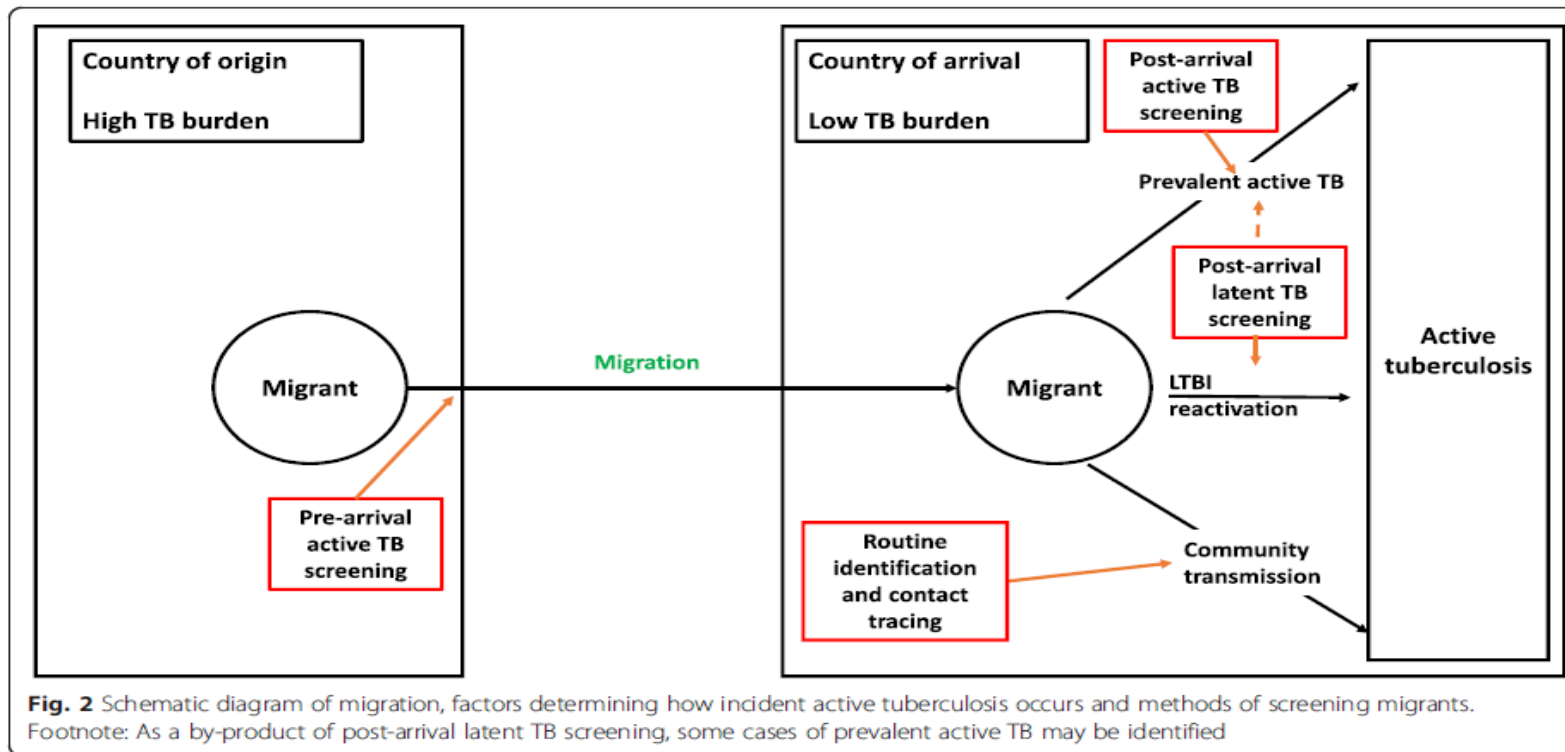 Country of origin
High TB burden
Migrant
Pre-arrival
active TB
screening
Migration
Country of arrival
Low TB burden
Post-arrival
active TB
screening
Prevalent active TB
Post-arrival
latent TB
screening
Migrant
LTBI
reactivation
Routine
identification
and contact
tracing
Community
transmission
Active
tuberculosis
Fig. 2 Schematic diagram of migration, factors determining how incident active tuberculosis occurs and methods of screening migrants.
Footnote: As a by-product of post-arrival latent TB screening, some cases of prevalent active TB may be identified